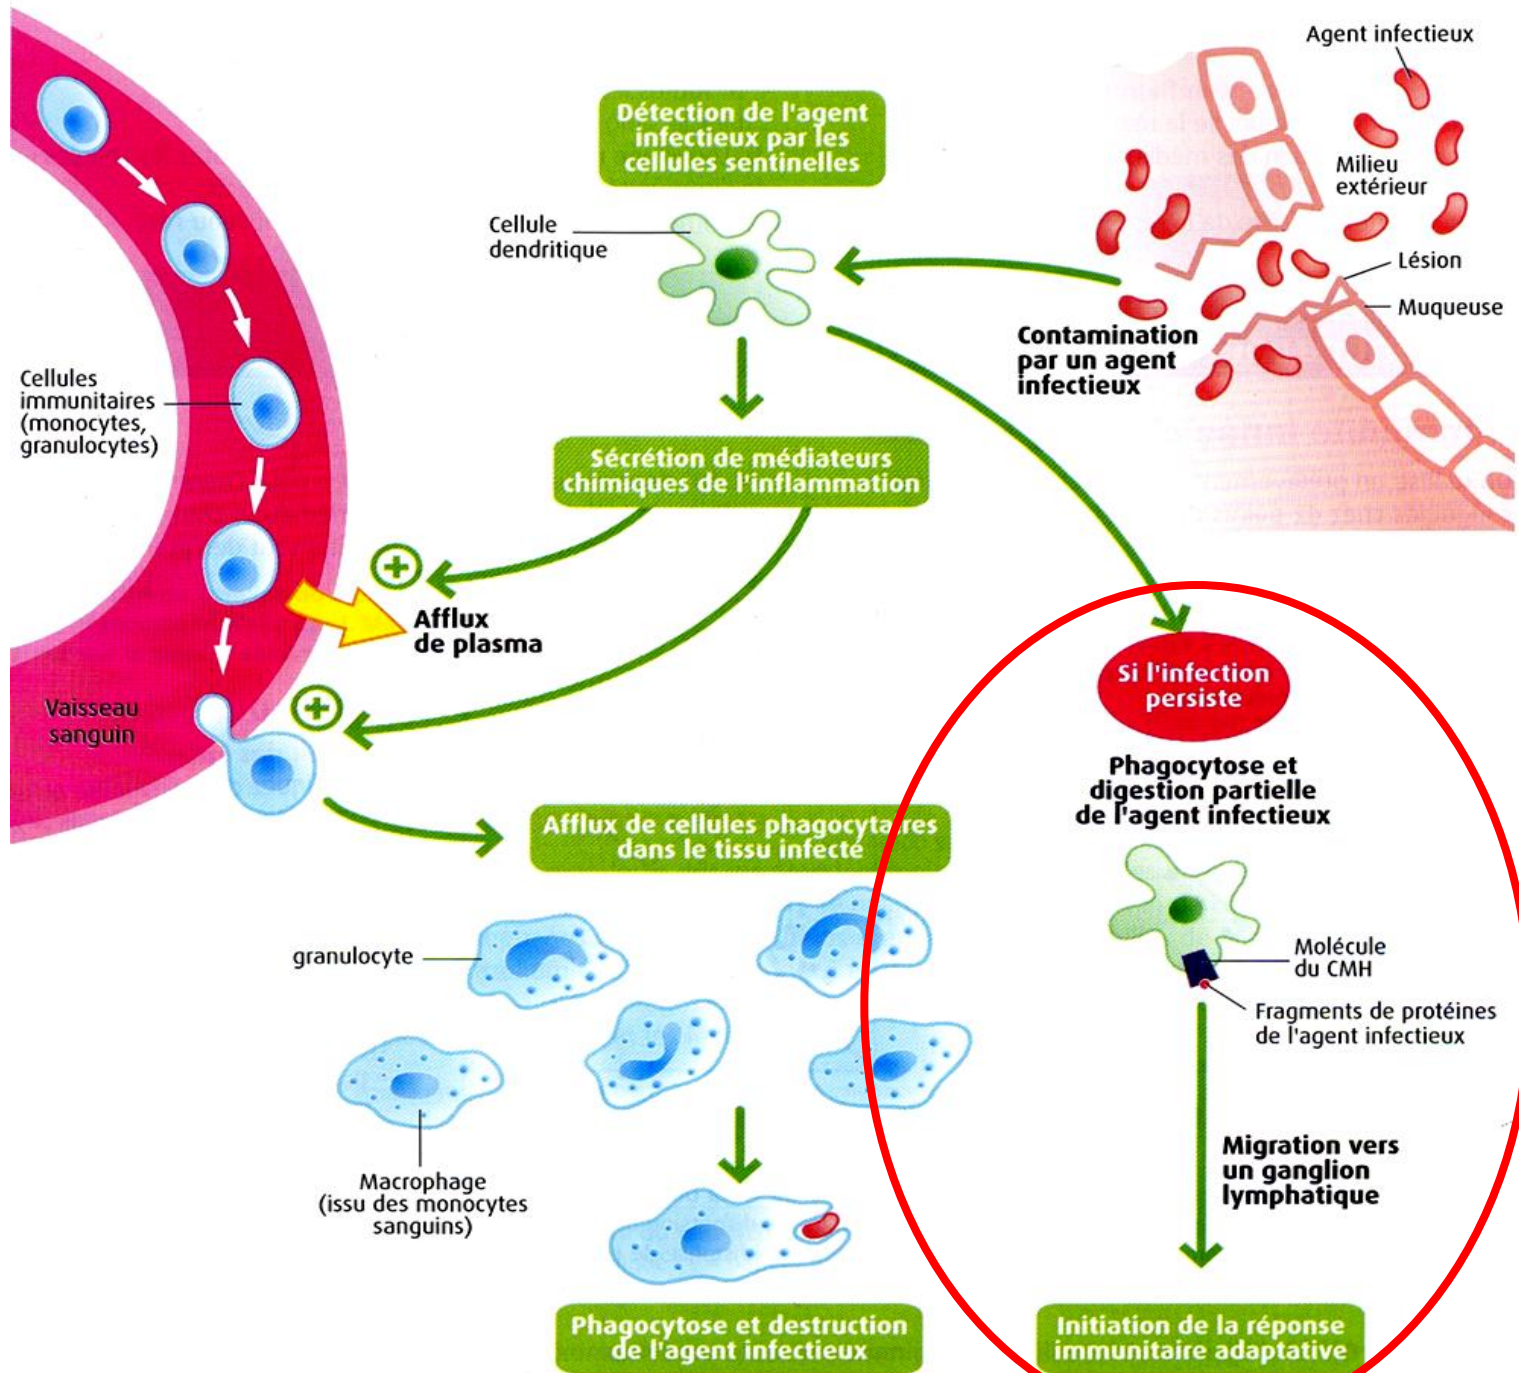 Agent infectieux
Détection de l'agent
infectieux par les
cellules sentinelles
Milieu
extérieur
Cellule
dendritique
Lésion
Muqueuse
Contamination
par un agent
infectieux
Cellules
immunitaires
(monocytes,
granulocytes)
Sécrétion de médiateurs
chimiques de l'inflammation
+
Afflux
de plasma
Si l'infection
persiste
+
Vaisseau
sanguin
Phagocytose et
digestion partielle
de l'agent infectieux
Afflux de cellules phagocytaires
dans le tissu infecté
granulocyte
Molécule
du CMH
Fragments de protéines
de l'agent infectieux
Migration vers
un ganglion
lymphatique
Macrophage
(issu des monocytes
sanguins)
Phagocytose et destruction
de l'agent infectieux
Initiation de la réponse
immunitaire adaptative